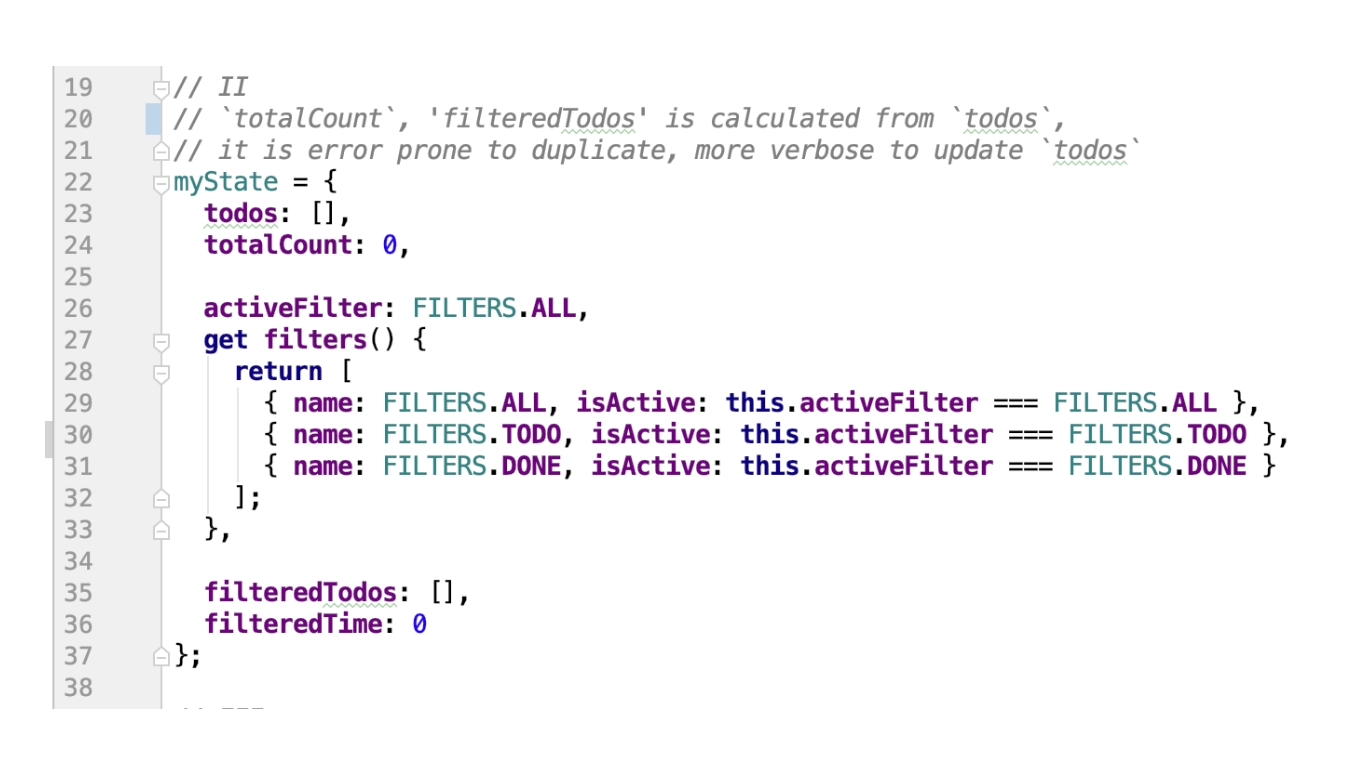 19 // II
20 // `totalCount`, 'filteredTodos' is calculated from `todos`,
21 // it is error prone to duplicate, more verbose to update `todos`
22 myState = {
23   todos: [],
24   totalCount: 0,
25
26   activeFilter: FILTERS.ALL,
27   get filters() {
28     return [
29       { name: FILTERS.ALL, isActive: this.activeFilter === FILTERS.ALL },
30       { name: FILTERS.TODO, isActive: this.activeFilter === FILTERS.TODO },
31       { name: FILTERS.DONE, isActive: this.activeFilter === FILTERS.DONE }
32     ];
33   },
34
35   filteredTodos: [],
36   filteredTime: 0
37 };
38